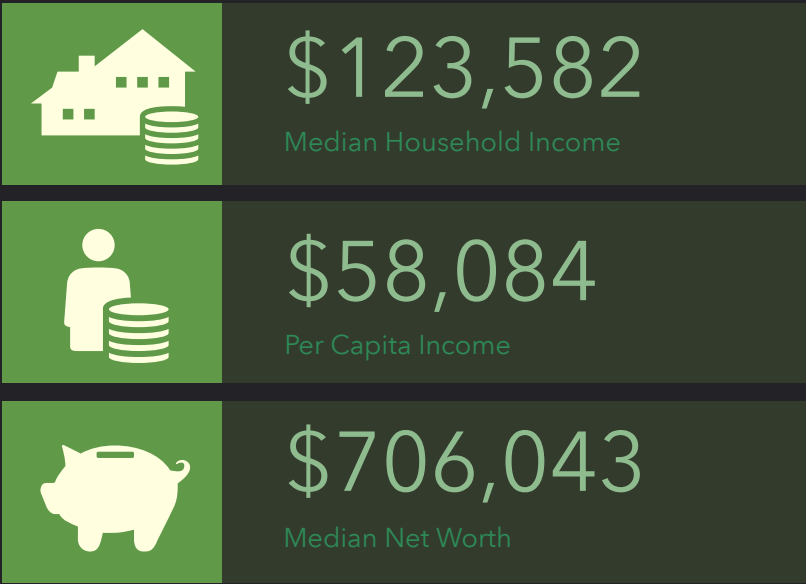 $123,582
Median Household Income
$58,084
Per Capita Income
$706,043
Median Net Worth